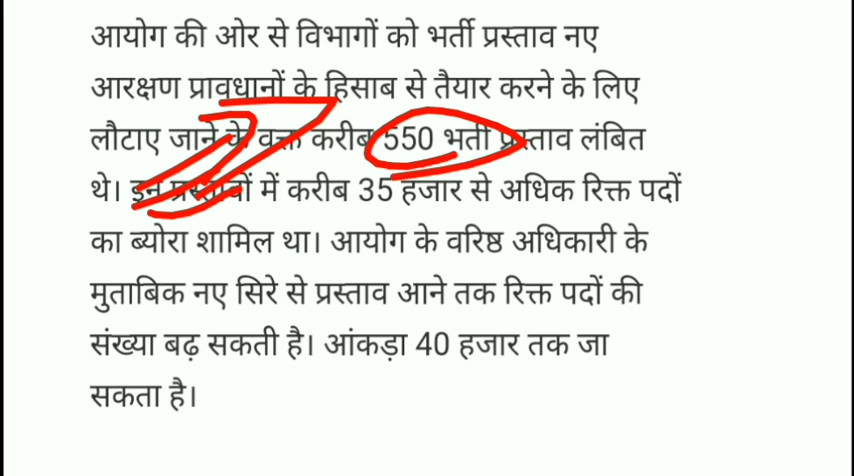 आयोग की ओर से विभागों को भर्ती प्रस्ताव नए
आरक्षण प्रावधानों के हिसाब से तैयार करने के लिए
लौटाए जाने के वक्त करीब 550 भर्ती प्रस्ताव लंबित
थे। इन प्रस्तावों में करीब 35 हजार से अधिक रिक्त पदों
का ब्योरा शामिल था। आयोग के वरिष्ठ अधिकारी के
मुताबिक नए सिरे से प्रस्ताव आने तक रिक्त पदों की
संख्या बढ़ सकती है। आंकड़ा 40 हजार तक जा
सकता है।